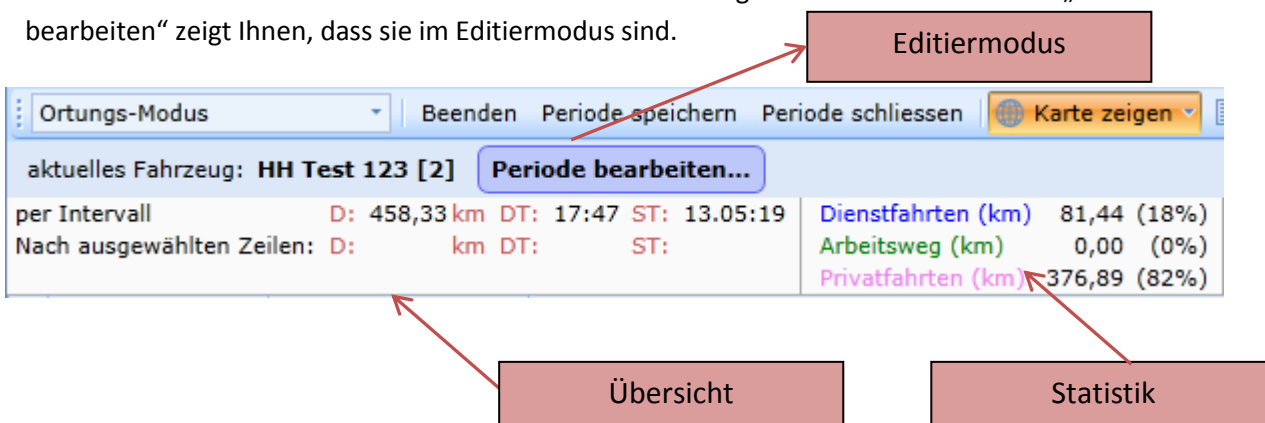 bearbeiten“ zeigt Ihnen, dass sie im Editiermodus sind.
Editiermodus
Ortungs-Modus Beenden Periode speichern Periode schliessen Karte zeigen
aktuelles Fahrzeug: HH Test 123 [2] Periode bearbeiten...
per Intervall D: 458,33 km DT: 17:47 ST: 13.05:19 Dienstfahrten (km) 81,44 (18%)
Nach ausgewählten Zeilen: D: km DT: ST: Arbeitsweg (km) 0,00 (0%)
Privatfahrten (km) 376,89 (82%)
Übersicht Statistik